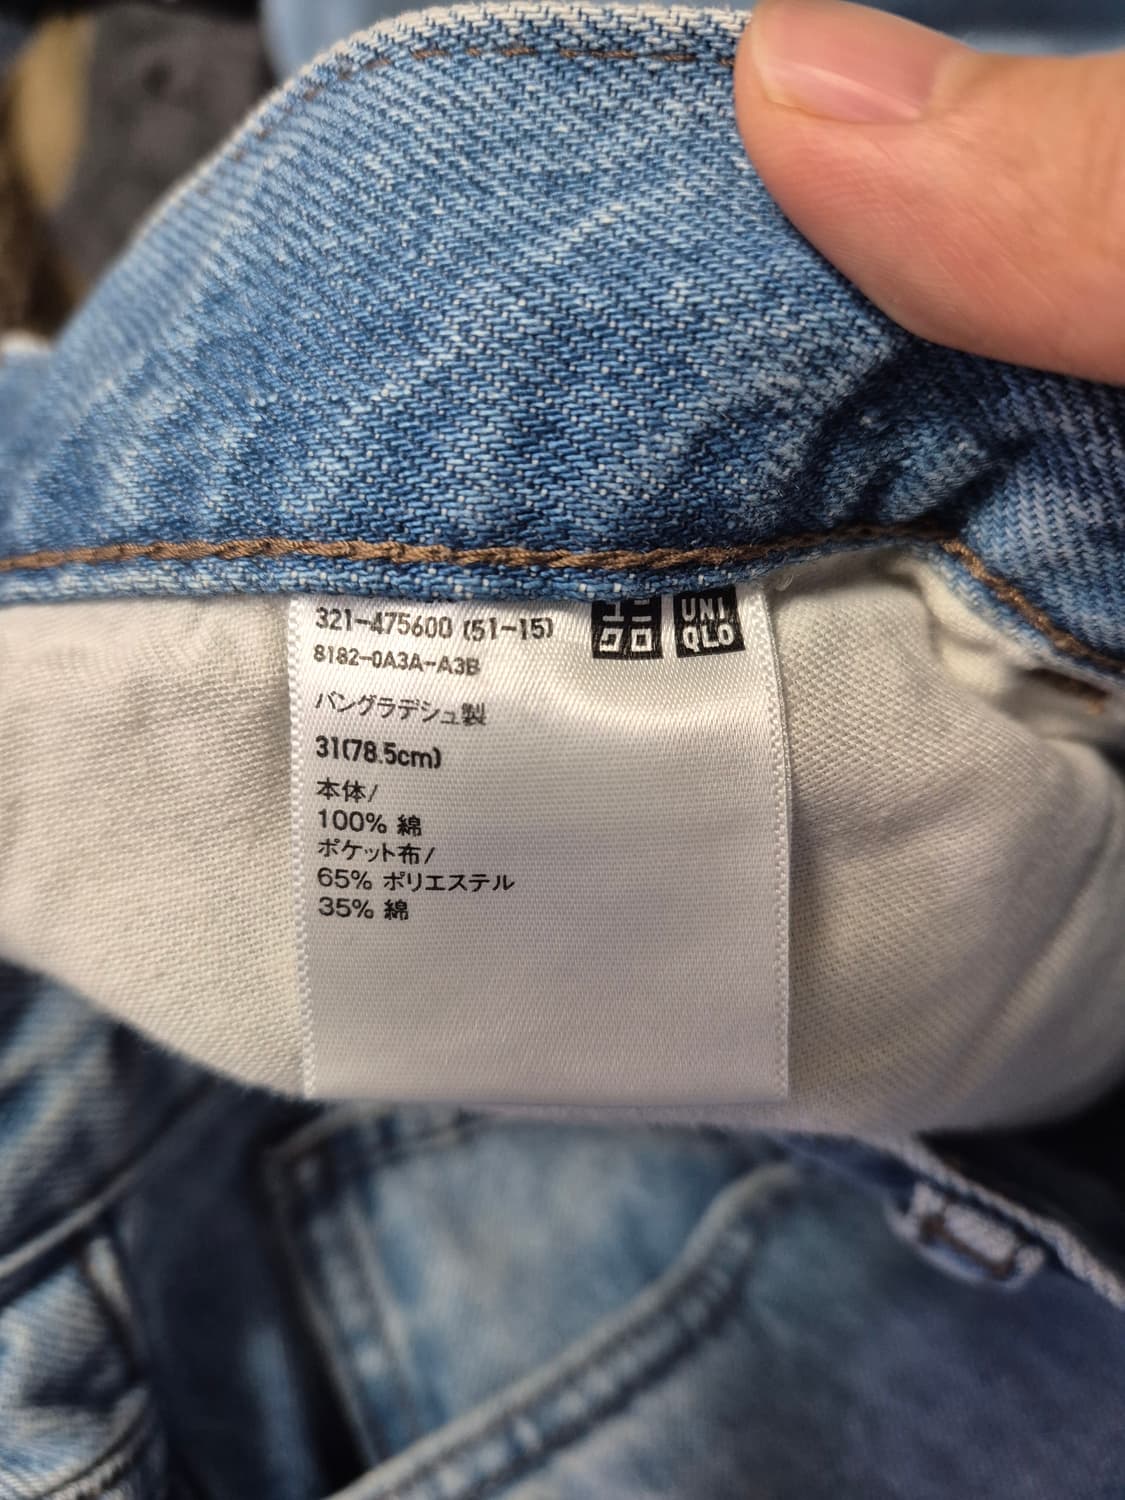 321-475600 (51-15)
8182-0A3A-A3B
バングラデシュ製
31(78.5cm)
本体/
100% 綿
ポケット布/
65% ポリエステル
35% 綿
ユニ
クロ
UNI
QLO